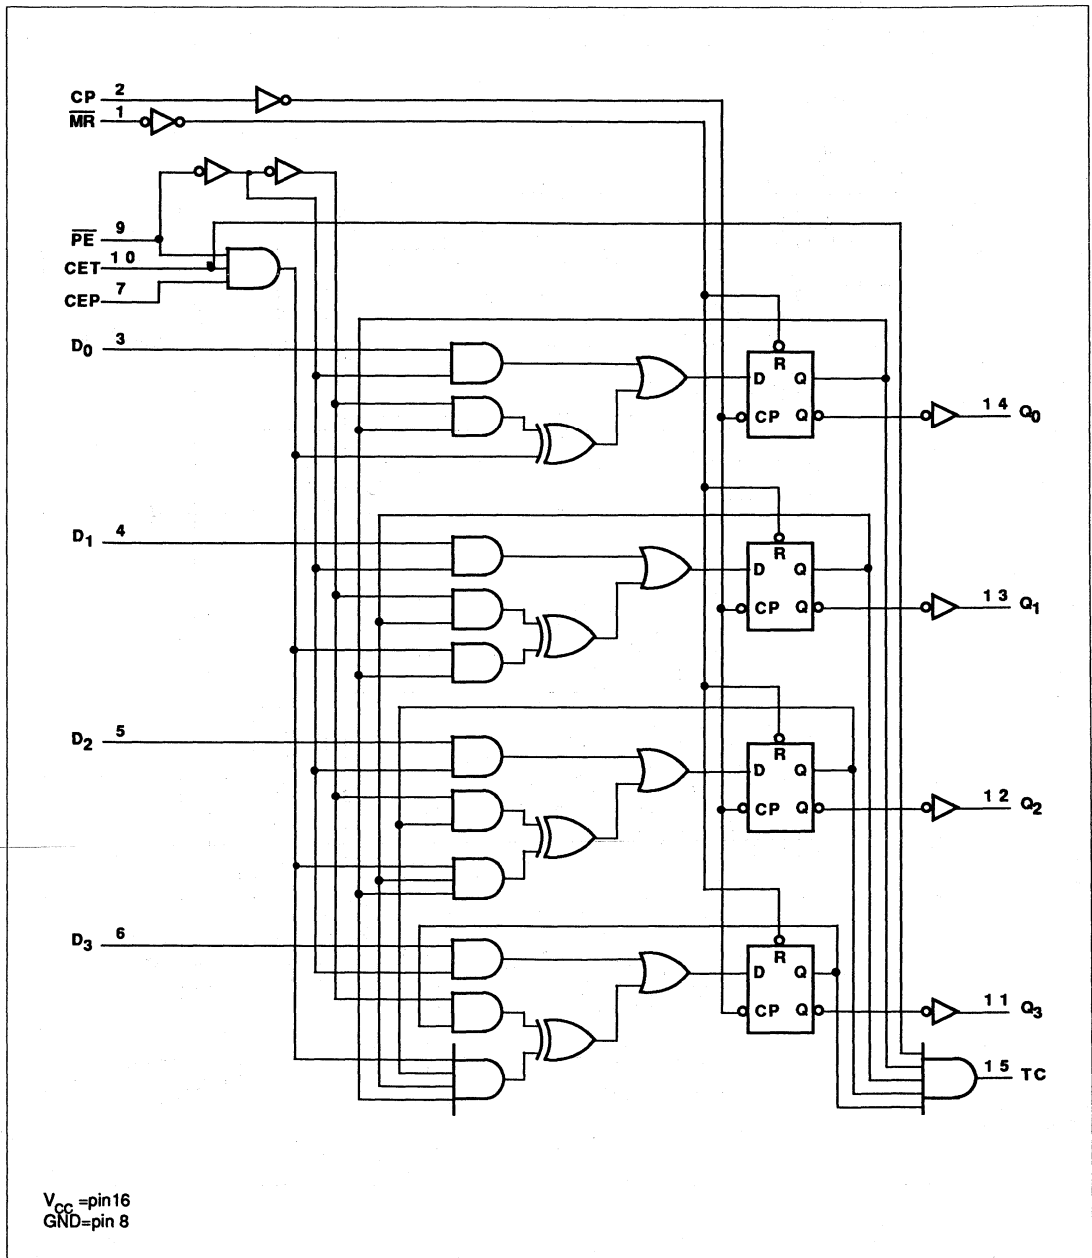 CP 2
MR 1
PE 9
CET 10
CEP 7
D0 3
R
D Q
CP Q
14 Q0
D1 4
R
D Q
CP Q
13 Q1
D2 5
R
D Q
CP Q
12 Q2
D3 6
R
D Q
CP Q
11 Q3
15 TC
VCC =pin16
GND=pin 8